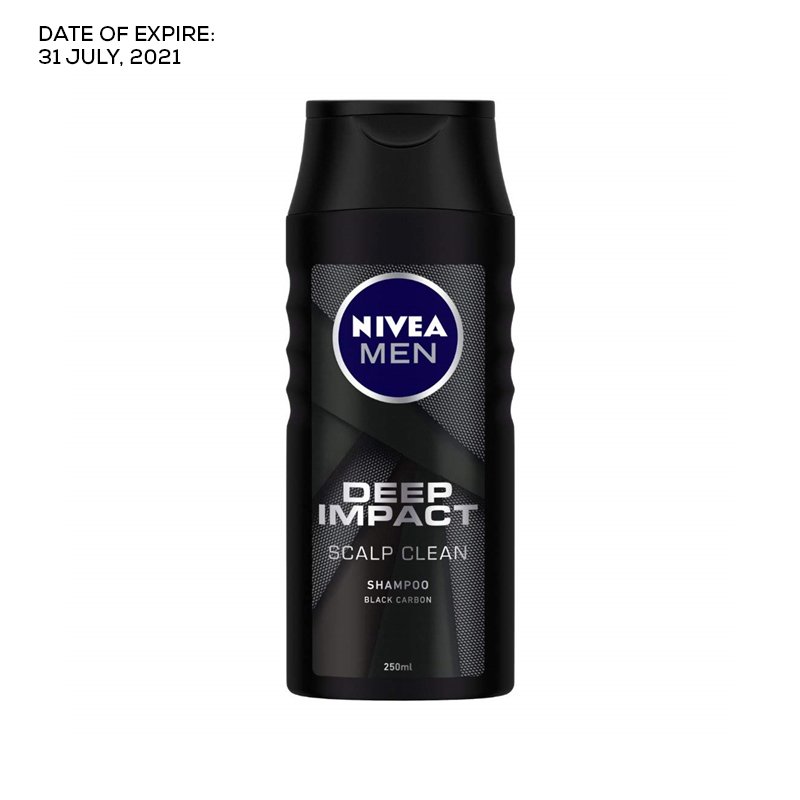 DATE OF EXPIRE:
31 JULY, 2021
NIVEA
MEN
DEEP
IMPACT
SCALP CLEAN
SHAMPOO
BLACK CARBON
250ml